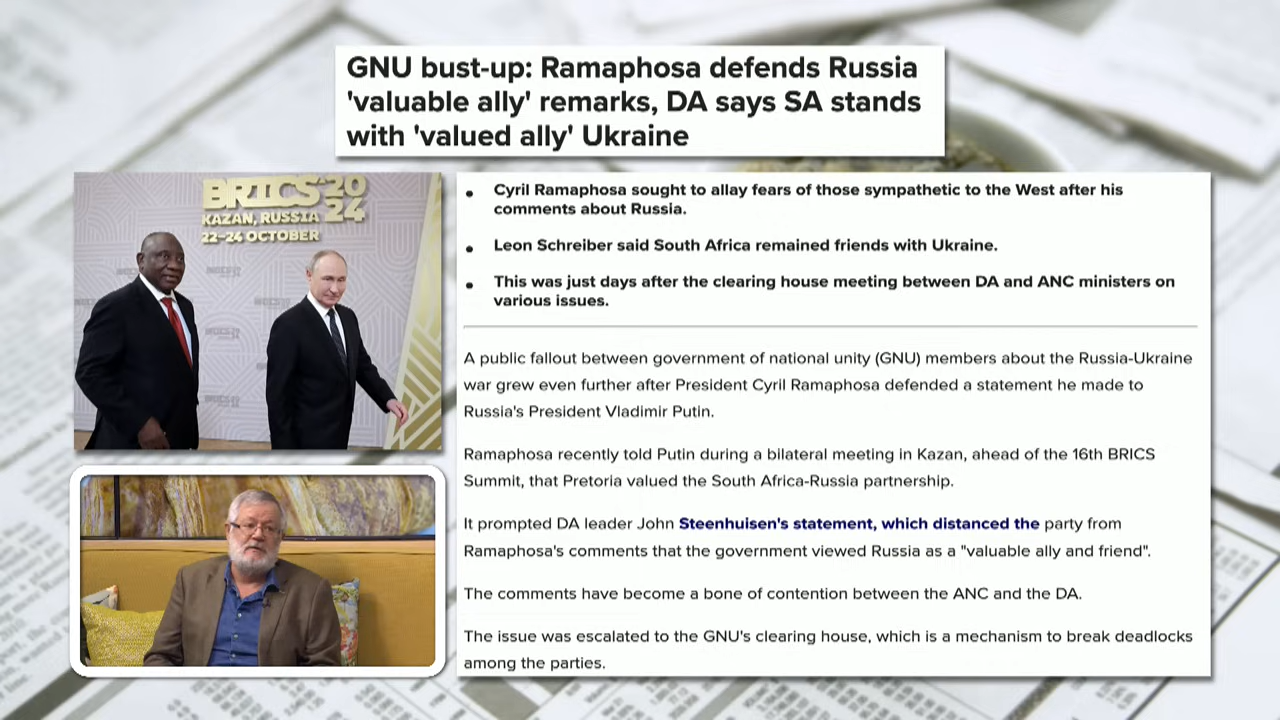 GNU bust-up: Ramaphosa defends Russia
'valuable ally' remarks, DA says SA stands
with 'valued ally' Ukraine
BRICS 20
24
KAZAN, RUSSIA
22–24 OCTOBER
• Cyril Ramaphosa sought to allay fears of those sympathetic to the West after his
comments about Russia.
• Leon Schreiber said South Africa remained friends with Ukraine.
• This was just days after the clearing house meeting between DA and ANC ministers on
various issues.
A public fallout between government of national unity (GNU) members about the Russia-Ukraine
war grew even further after President Cyril Ramaphosa defended a statement he made to
Russia's President Vladimir Putin.
Ramaphosa recently told Putin during a bilateral meeting in Kazan, ahead of the 16th BRICS
Summit, that Pretoria valued the South Africa-Russia partnership.
It prompted DA leader John Steenhuisen's statement, which distanced the party from
Ramaphosa's comments that the government viewed Russia as a "valuable ally and friend".
The comments have become a bone of contention between the ANC and the DA.
The issue was escalated to the GNU's clearing house, which is a mechanism to break deadlocks
among the parties.